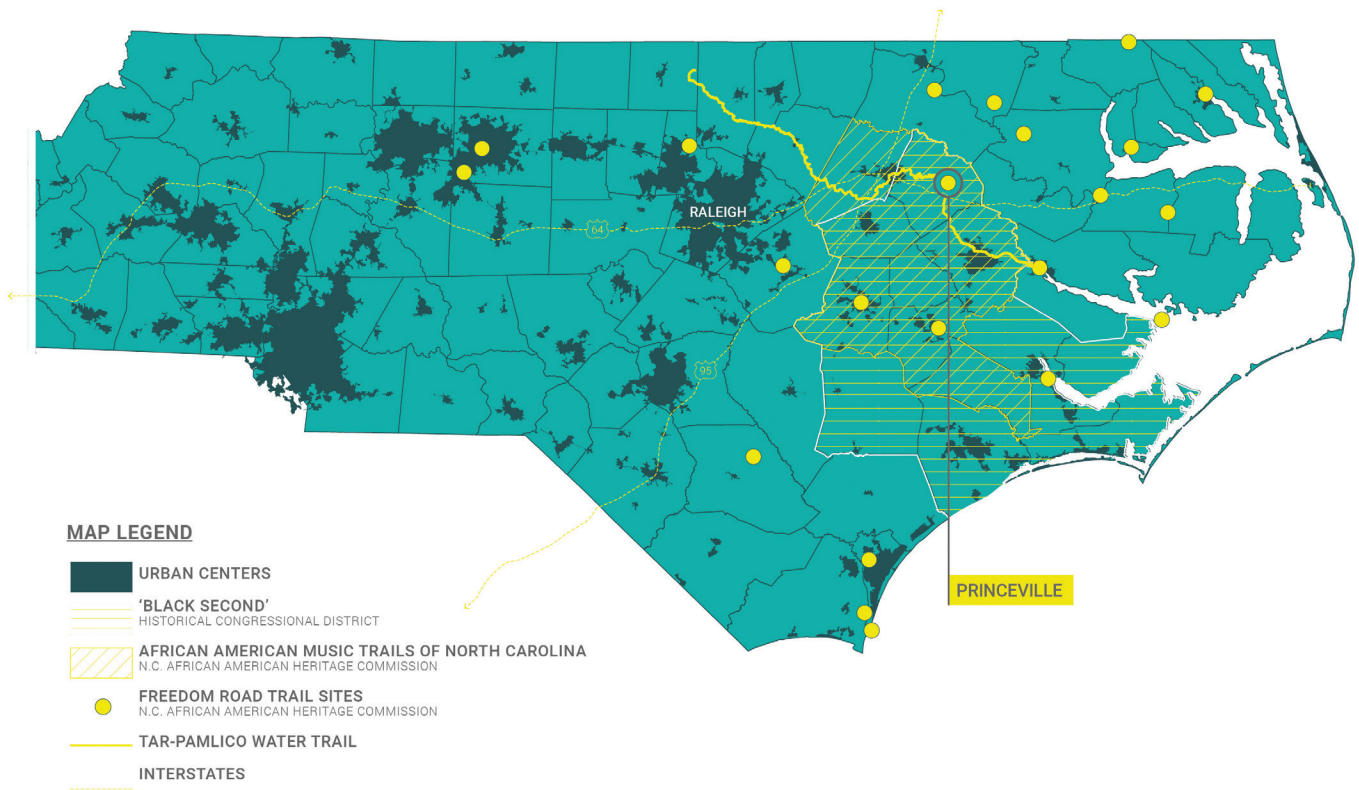 RALEIGH
64
95
PRINCEVILLE
MAP LEGEND
URBAN CENTERS
‘BLACK SECOND’
HISTORICAL CONGRESSIONAL DISTRICT
AFRICAN AMERICAN MUSIC TRAILS OF NORTH CAROLINA
N.C. AFRICAN AMERICAN HERITAGE COMMISSION
FREEDOM ROAD TRAIL SITES
N.C. AFRICAN AMERICAN HERITAGE COMMISSION
TAR-PAMLICO WATER TRAIL
INTERSTATES